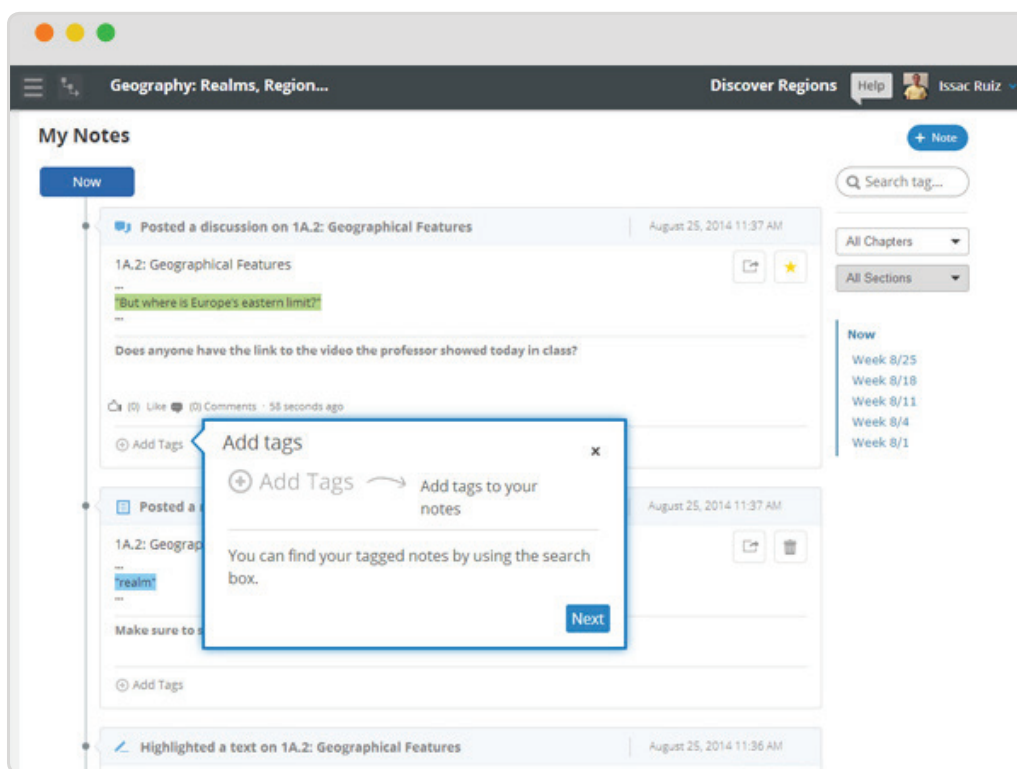 Geography: Realms, Region...
Discover Regions
Help
Issac Ruiz
My Notes
+ Note
Now
Search tag...
Posted a discussion on 1A.2: Geographical Features
August 25, 2014 11:37 AM
All Chapters
1A.2: Geographical Features
All Sections
...
"But where is Europe's eastern limit?"
...
Does anyone have the link to the video the professor showed today in class?
Now
Week 8/25
Week 8/18
Week 8/11
Week 8/4
Week 8/1
(0) Like (0) Comments · 58 seconds ago
Add Tags
Add tags
x
Add Tags
Add tags to your
notes
You can find your tagged notes by using the search
box.
Next
Posted a
August 25, 2014 11:37 AM
1A.2: Geograp
...
"realm"
...
Make sure to s
Add Tags
Highlighted a text on 1A.2: Geographical Features
August 25, 2014 11:36 AM